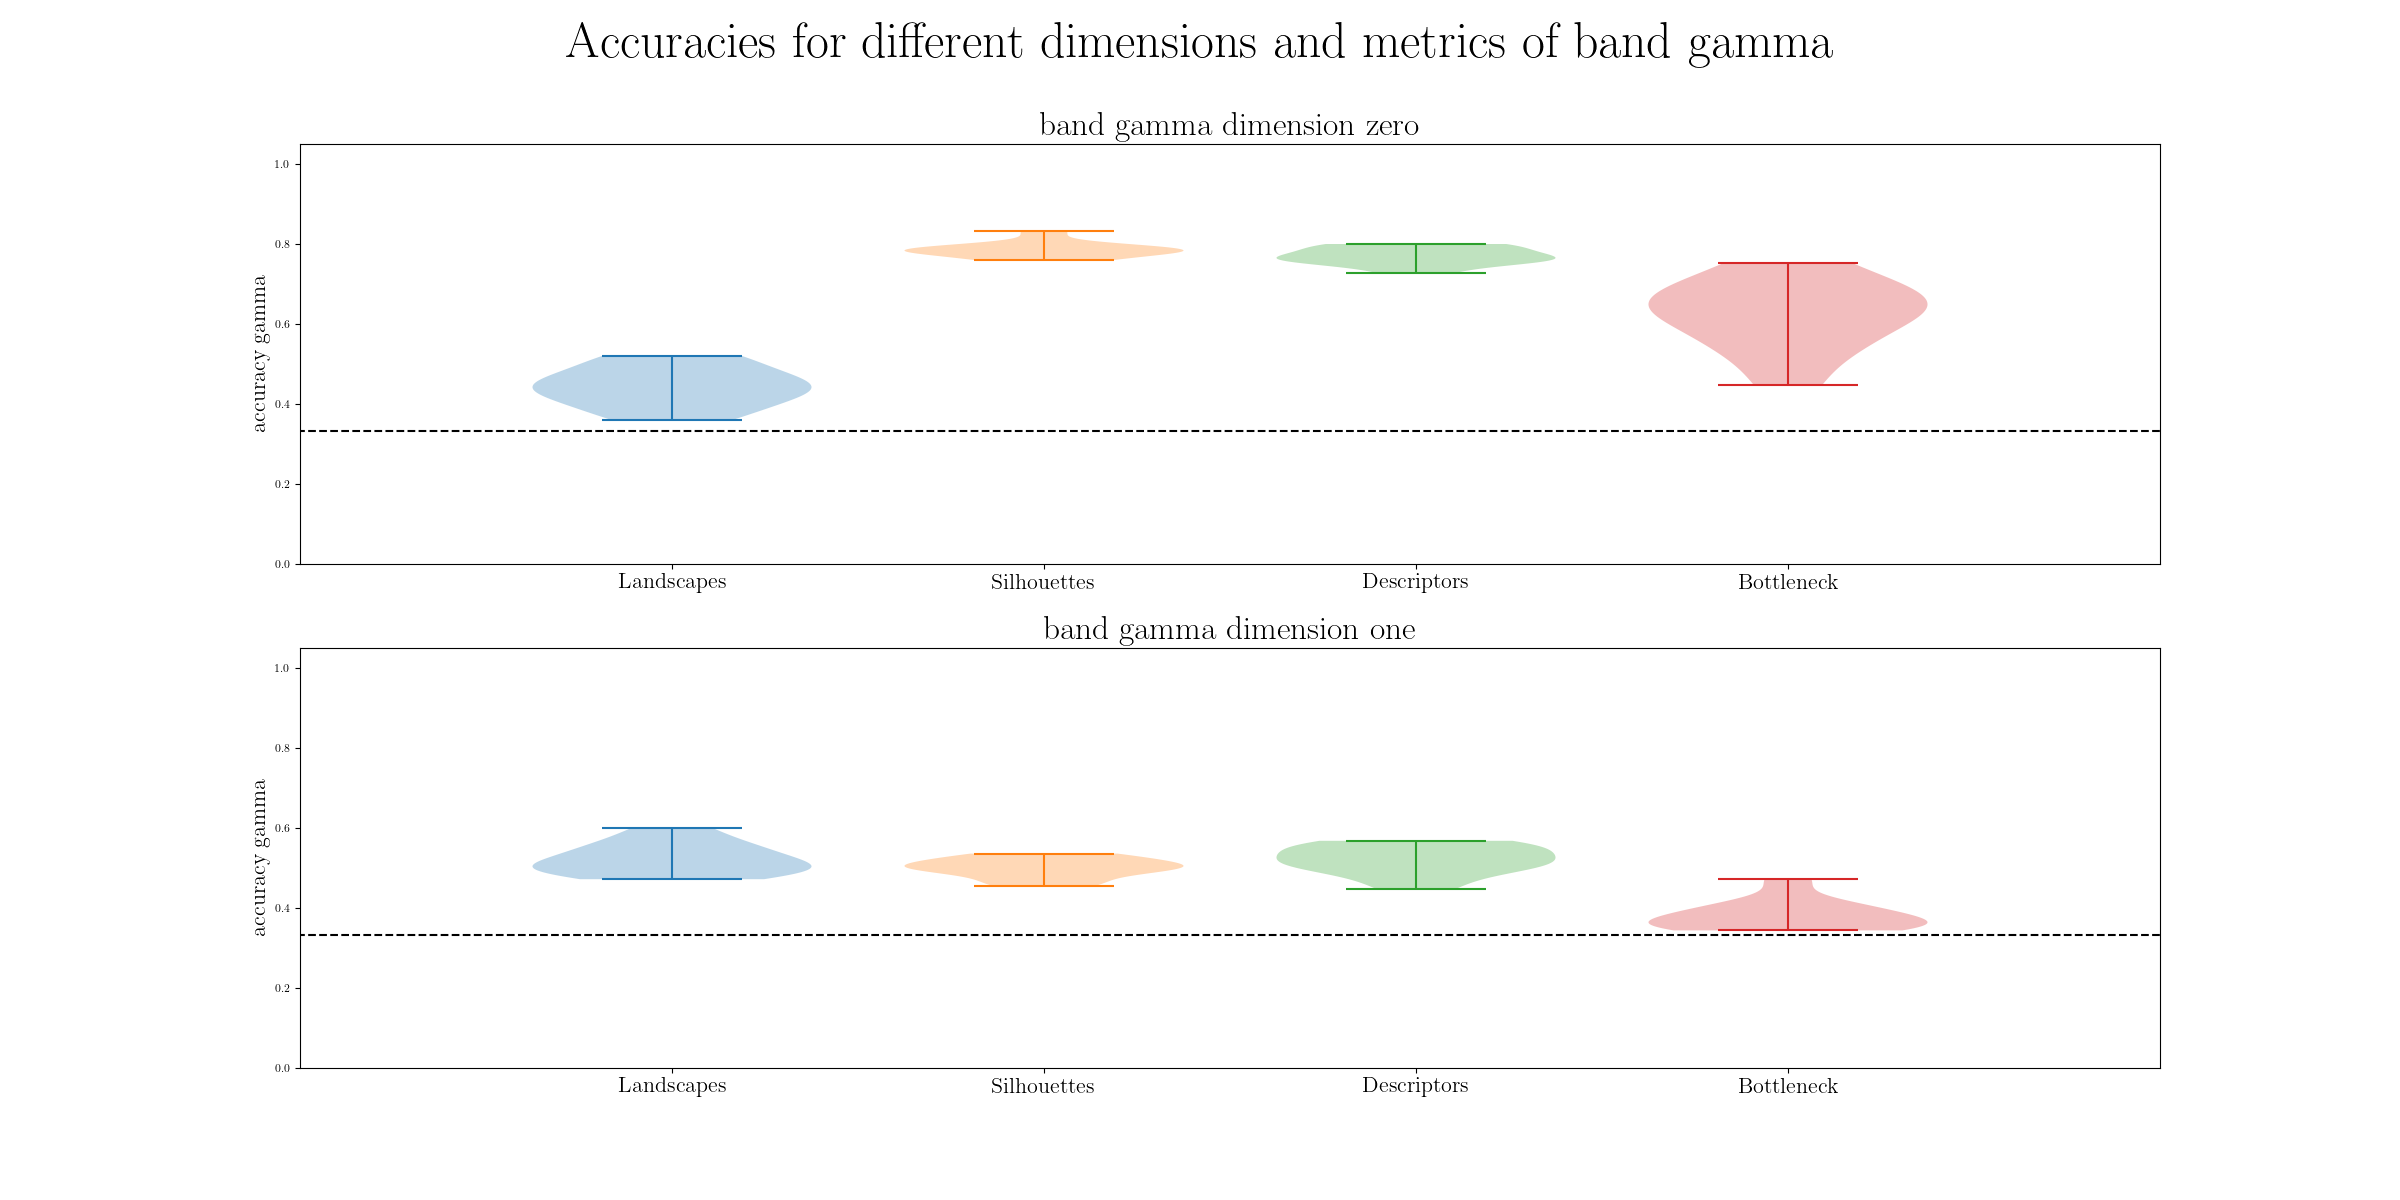 Accuracies for different dimensions and metrics of band gamma
band gamma dimension zero
accuracy gamma
1.0
0.8
0.6
0.4
0.2
0.0
Landscapes Silhouettes Descriptors Bottleneck
band gamma dimension one
accuracy gamma
1.0
0.8
0.6
0.4
0.2
0.0
Landscapes Silhouettes Descriptors Bottleneck